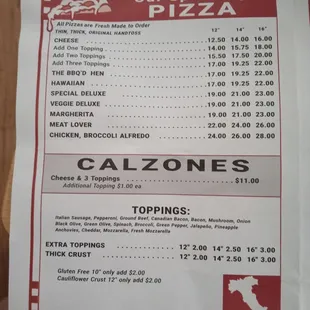 PIZZA
All Pizzas are Fresh Made to Order
THIN, THICK, ORIGINAL HANDTOSS 12" 14" 16"
CHEESE 12.50 14.00 16.00
Add One Topping 14.00 15.75 18.00
Add Two Toppings 15.50 17.50 20.00
Add Three Toppings 17.00 19.25 22.00
THE BBQ'D HEN 17.00 19.25 22.00
HAWAIIAN 17.00 19.25 22.00
SPECIAL DELUXE 19.00 21.00 23.00
VEGGIE DELUXE 19.00 21.00 23.00
MARGHERITA 19.00 21.00 23.00
MEAT LOVER 22.00 24.00 26.00
CHICKEN, BROCCOLI ALFREDO 24.00 26.00 28.00
CALZONES
Cheese & 3 Toppings $11.00
Additional Topping $1.00 ea
TOPPINGS:
Italian Sausage, Pepperoni, Ground Beef, Canadian Bacon, Bacon, Mushroom, Onion
Black Olive, Green Olive, Spinach, Broccoli, Green Pepper, Jalapeño, Pineapple
Anchovies, Cheddar, Mozzarella, Fresh Mozzarella
EXTRA TOPPINGS 12" 2.00 14" 2.50 16" 3.00
THICK CRUST 12" 2.00 14" 2.50 16" 3.00
Gluten Free 10" only add $2.00
Cauliflower Crust 12" only add $2.00